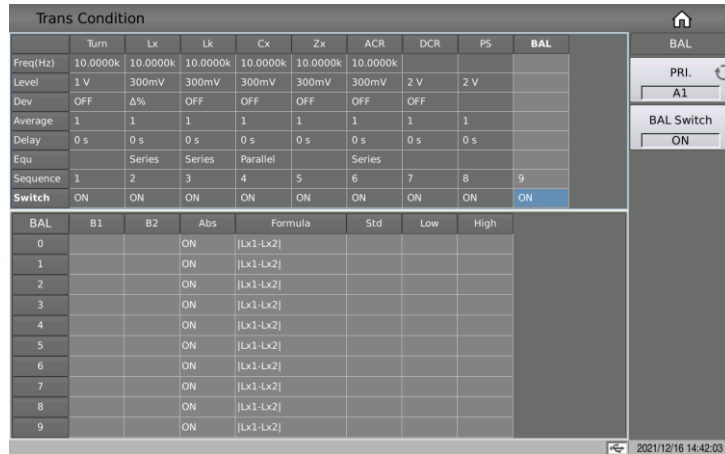 Trans Condition
Turn Lx Lk Cx Zx ACR DCR PS BAL
Freq(Hz) 10.0000k 10.0000k 10.0000k 10.0000k 10.0000k 10.0000k
Level 1 V 300mV 300mV 300mV 300mV 300mV 2 V 2 V
Dev OFF Δ% OFF OFF OFF OFF OFF
Average 1 1 1 1 1 1 1 1
Delay 0 s 0 s 0 s 0 s 0 s 0 s 0 s 0 s
Equ Series Series Parallel Series
Sequence 1 2 3 4 5 6 7 8 9
Switch ON ON ON ON ON ON ON ON ON
BAL B1 B2 Abs Formula Std Low High
0 ON |Lx1-Lx2|
1 ON |Lx1-Lx2|
2 ON |Lx1-Lx2|
3 ON |Lx1-Lx2|
4 ON |Lx1-Lx2|
5 ON |Lx1-Lx2|
6 ON |Lx1-Lx2|
7 ON |Lx1-Lx2|
8 ON |Lx1-Lx2|
9 ON |Lx1-Lx2|
BAL
PRI.
A1
BAL Switch
ON
2021/12/16 14:42:03